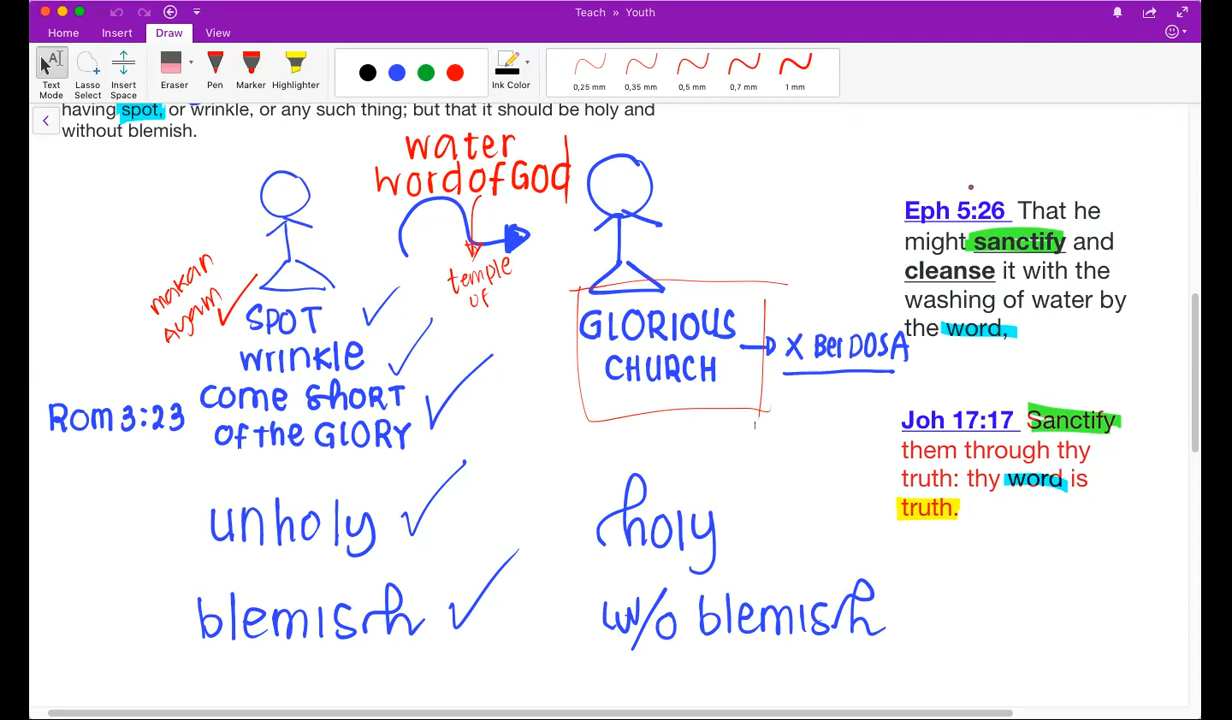 Teach » Youth
Home Insert Draw View
Text Mode
Lasso Select
Insert Space
Eraser
Pen
Marker
Highlighter
Ink Color
0,25 mm
0,35 mm
0,5 mm
0,7 mm
1 mm
having spot, or wrinkle, or any such thing; but that it should be holy and
without blemish.
water
word of GOD
temple
of
makan
ayam
SPOT
wrinkle
COME SHORT
of the GLORY
Rom 3:23
unholy
blemish
GLORIOUS
CHURCH
X BerDOSA
holy
w/o blemish
Eph 5:26 That he
might sanctify and
cleanse it with the
washing of water by
the word,
Joh 17:17 Sanctify
them through thy
truth: thy word is
truth.